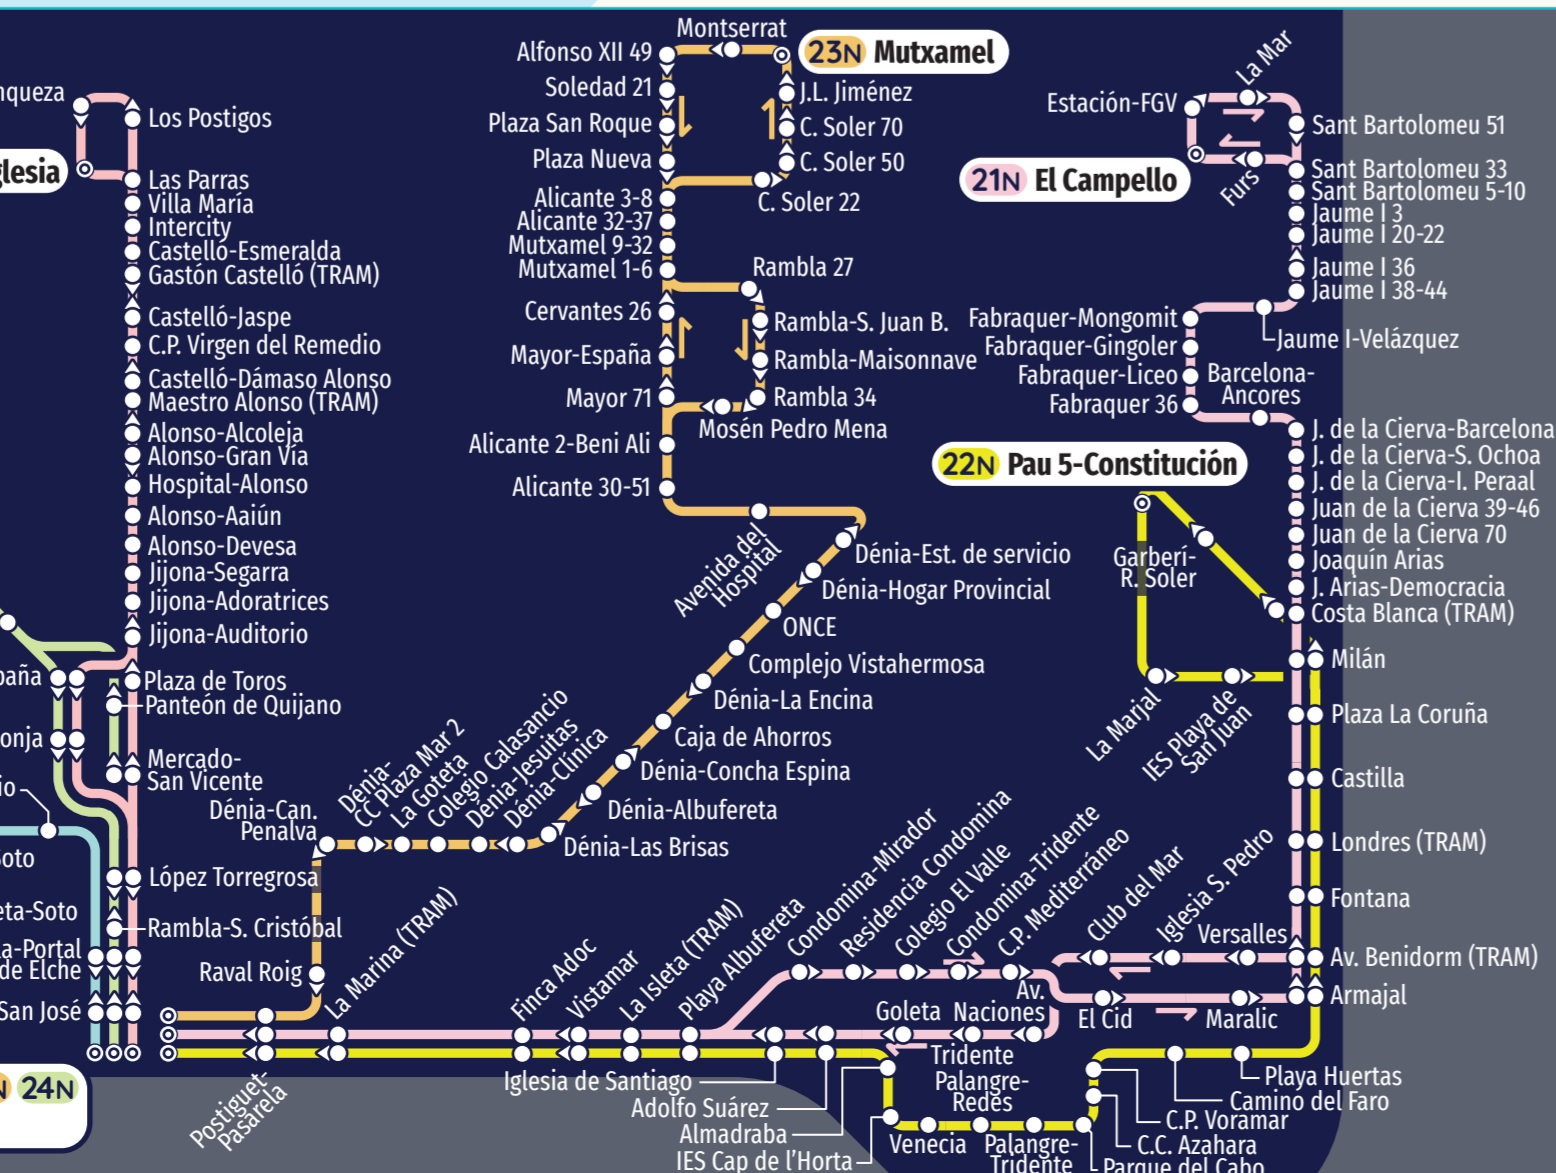 Los Postigos
Las Parras
Villa María
Intercity
Castelló-Esmeralda
Gastón Castelló (TRAM)
Castelló-Jaspe
C.P. Virgen del Remedio
Castelló-Dámaso Alonso
Maestro Alonso (TRAM)
Alonso-Alcoleja
Alonso-Gran Vía
Hospital-Alonso
Alonso-Aaiún
Alonso-Devesa
Jijona-Segarra
Jijona-Adoratrices
Jijona-Auditorio
Plaza de Toros
Panteón de Quijano
Mercado-
San Vicente
López Torregrosa
Rambla-S. Cristóbal
nqueza
glesia
paña
onja
io
Soto
eta-Soto
la-Portal
de Elche
San José
N 24N
Montserrat
23N Mutxamel
Alfonso XII 49
Soledad 21
Plaza San Roque
Plaza Nueva
Alicante 3-8
Alicante 32-37
Mutxamel 9-32
Mutxamel 1-6
Cervantes 26
Mayor-España
Mayor 71
Alicante 2-Beni Ali
Alicante 30-51
J.L. Jiménez
C. Soler 70
C. Soler 50
C. Soler 22
Rambla 27
Rambla-S. Juan B.
Rambla-Maisonnave
Rambla 34
Mosén Pedro Mena
Avenida del
Hospital
Dénia-Est. de servicio
Dénia-Hogar Provincial
ONCE
Complejo Vistahermosa
Dénia-La Encina
Caja de Ahorros
Dénia-Concha Espina
Dénia-Albufereta
Dénia-Las Brisas
Dénia-Clínica
Denia-Jesuitas
Colegio Calasancio
La Goteta
Dénia-
CC Plaza Mar 2
Dénia-Can.
Penalva
Raval Roig
21N El Campello
Estación-FGV
La Mar
Furs
Sant Bartolomeu 51
Sant Bartolomeu 33
Sant Bartolomeu 5-10
Jaume I 3
Jaume I 20-22
Jaume I 36
Jaume I 38-44
Jaume I-Velázquez
Fabraquer-Mongomit
Fabraquer-Gingoler
Fabraquer-Liceo
Fabraquer 36
Barcelona-
Ancores
J. de la Cierva-Barcelona
J. de la Cierva-S. Ochoa
J. de la Cierva-I. Peraal
Juan de la Cierva 39-46
Juan de la Cierva 70
Joaquín Arias
J. Arias-Democracia
Costa Blanca (TRAM)
22N Pau 5-Constitución
Garberí-
R. Soler
La Marjal
IES Playa de
San Juan
Milán
Plaza La Coruña
Castilla
Londres (TRAM)
Fontana
Av. Benidorm (TRAM)
Armajal
Versalles
Iglesia S. Pedro
Club del Mar
El Cid
Maralic
Av.
Naciones
Goleta
Tridente
C.P. Mediterráneo
Condomina-Tridente
Colegio El Valle
Residencia Condomina
Condomina-Mirador
Playa Albufereta
La Isleta (TRAM)
Vistamar
Finca Adoc
La Marina (TRAM)
Postiguet-
Pasarela
Iglesia de Santiago
Adolfo Suárez
Almadraba
IES Cap de l'Horta
Venecia
Palangre-
Redes
Palangre-
Tridente
Parque del Cabo
C.C. Azahara
C.P. Voramar
Camino del Faro
Playa Huertas